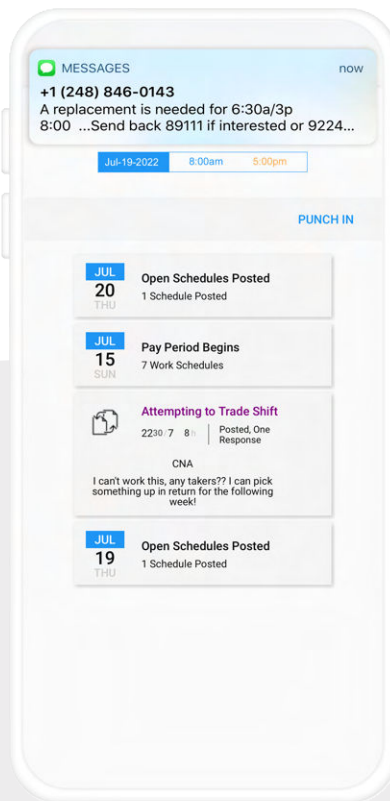 MESSAGES now
+1 (248) 846-0143
A replacement is needed for 6:30a/3p
8:00 ...Send back 89111 if interested or 9224...
Jul-19-2022 8:00am 5:00pm
PUNCH IN
JUL
20
THU
Open Schedules Posted
1 Schedule Posted
JUL
15
SUN
Pay Period Begins
7 Work Schedules
Attempting to Trade Shift
2230/7 8h
Posted, One
Response
CNA
I can't work this, any takers?? I can pick
something up in return for the following
week!
JUL
19
THU
Open Schedules Posted
1 Schedule Posted